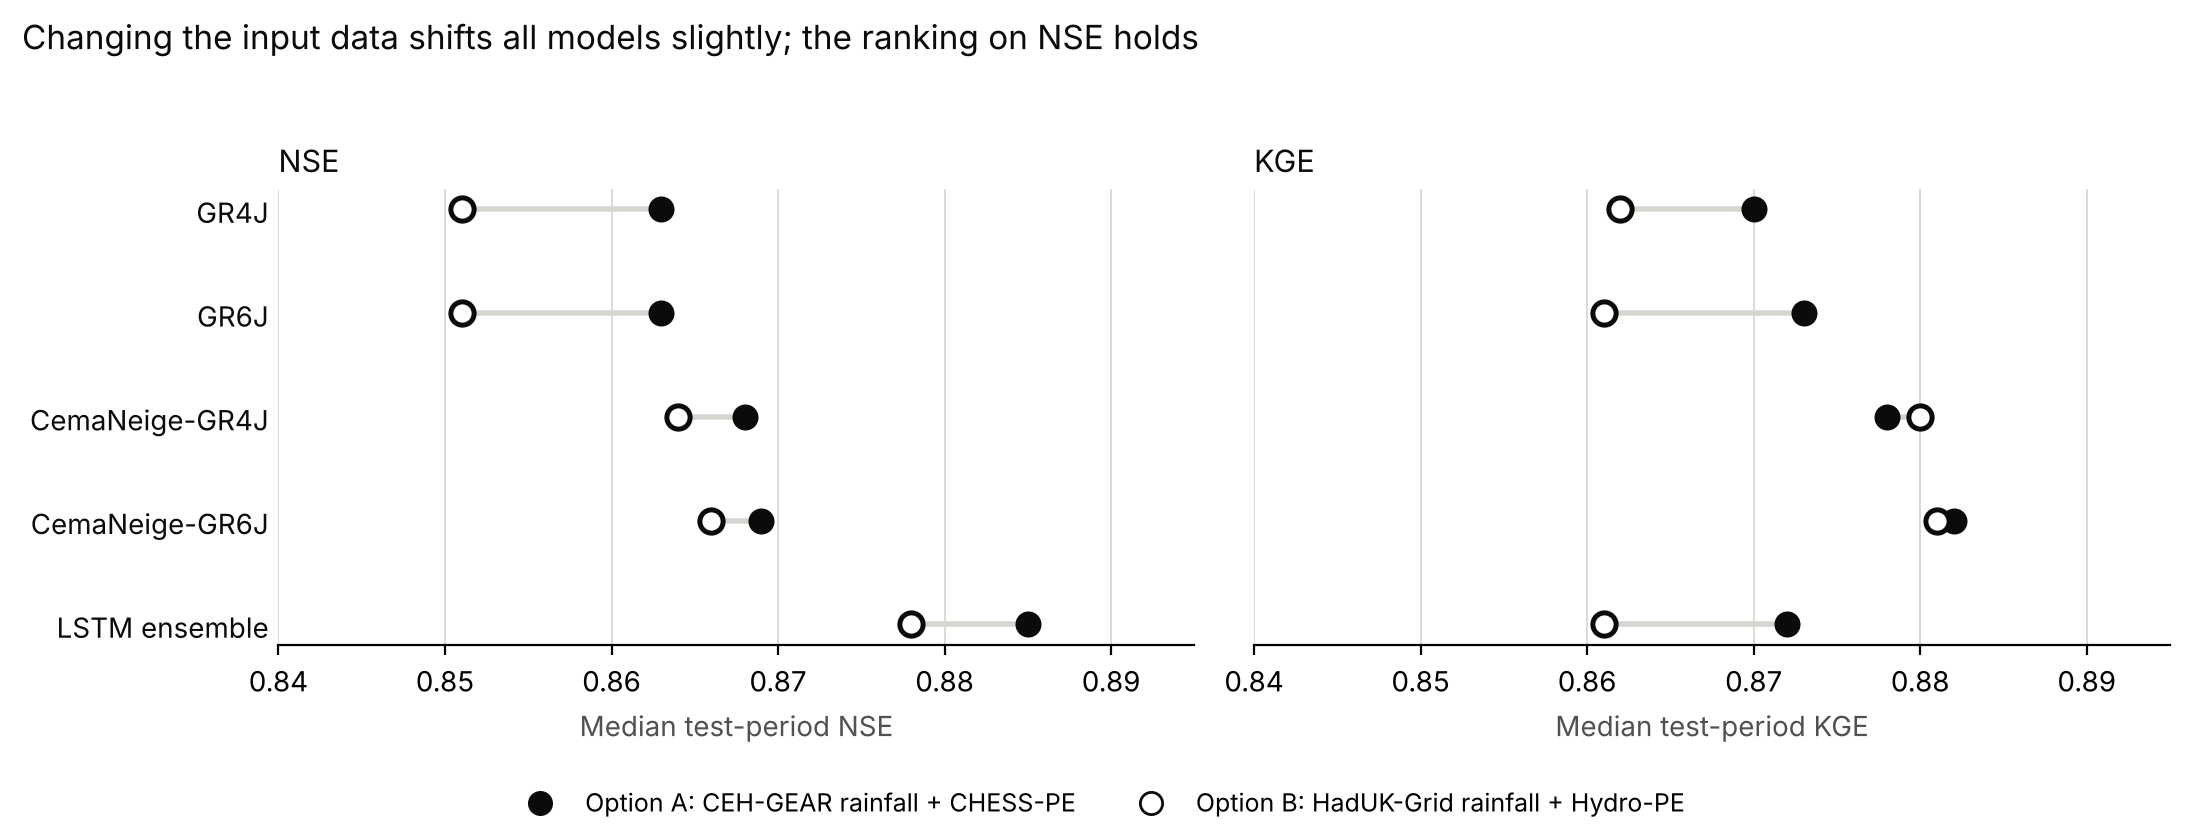 Changing the input data shifts all models slightly; the ranking on NSE holds
NSE
KGE
GR4J
GR6J
CemaNeige-GR4J
CemaNeige-GR6J
LSTM ensemble
0.84 0.85 0.86 0.87 0.88 0.89
0.84 0.85 0.86 0.87 0.88 0.89
Median test-period NSE
Median test-period KGE
Option A: CEH-GEAR rainfall + CHESS-PE
Option B: HadUK-Grid rainfall + Hydro-PE